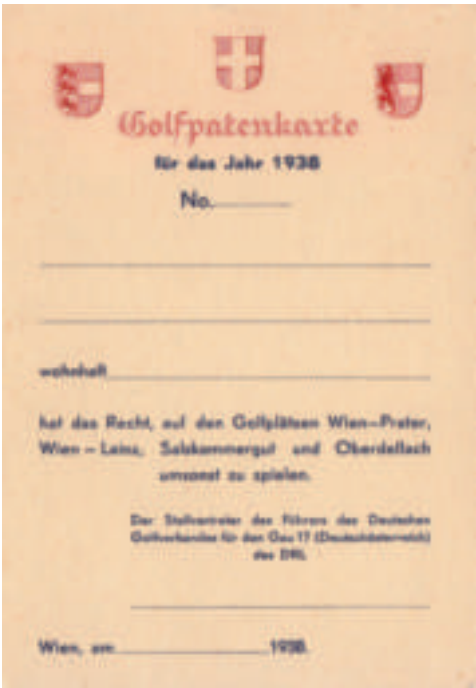 Golfpatenkarte
für das Jahr 1938
No.
wohnhaft
hat das Recht, auf den Golfplätzen Wien–Prater,
Wien – Lainz, Salzkammergut und Oberdellach
umsonst zu spielen.
Der Stellvertreter des Führers des Deutschen
Golfverbandes für den Gau 17 (Deutschösterreich)
des DRL
Wien, am 1938.